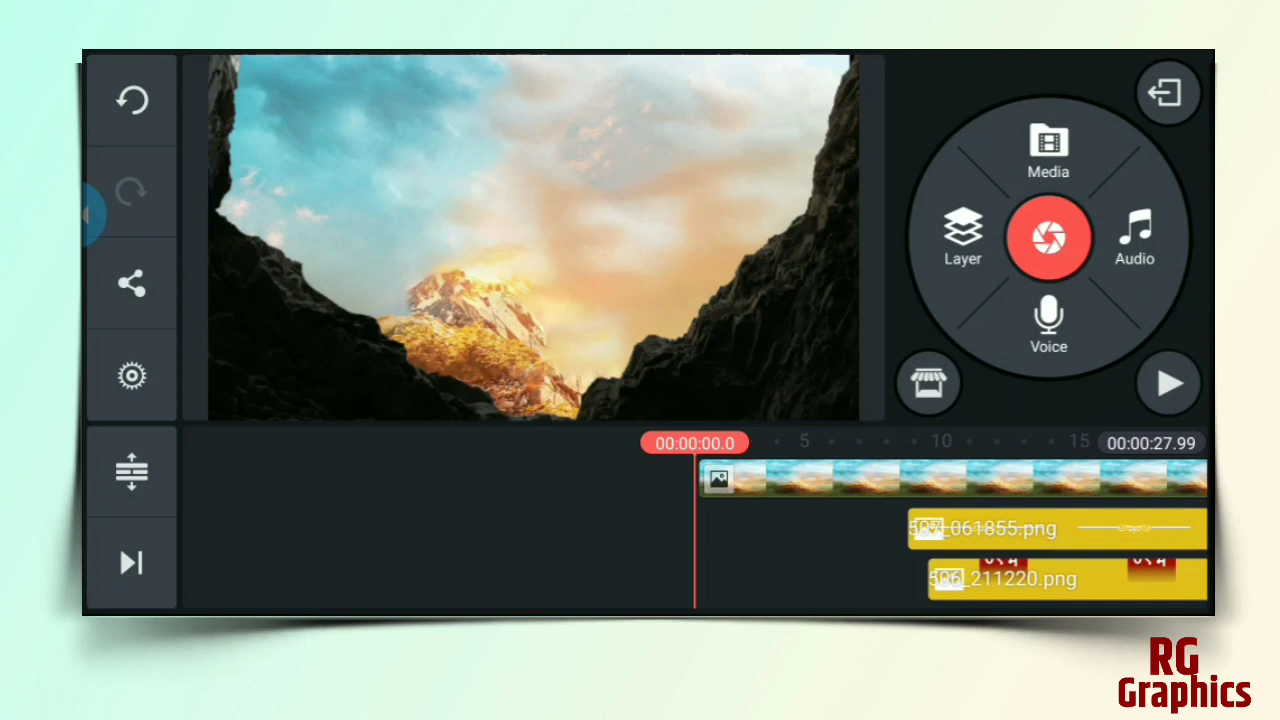 Media
Layer
Audio
Voice
00:00:00.0
5
10
15
00:00:27.99
507_061855.png
506_211220.png
RG
Graphics